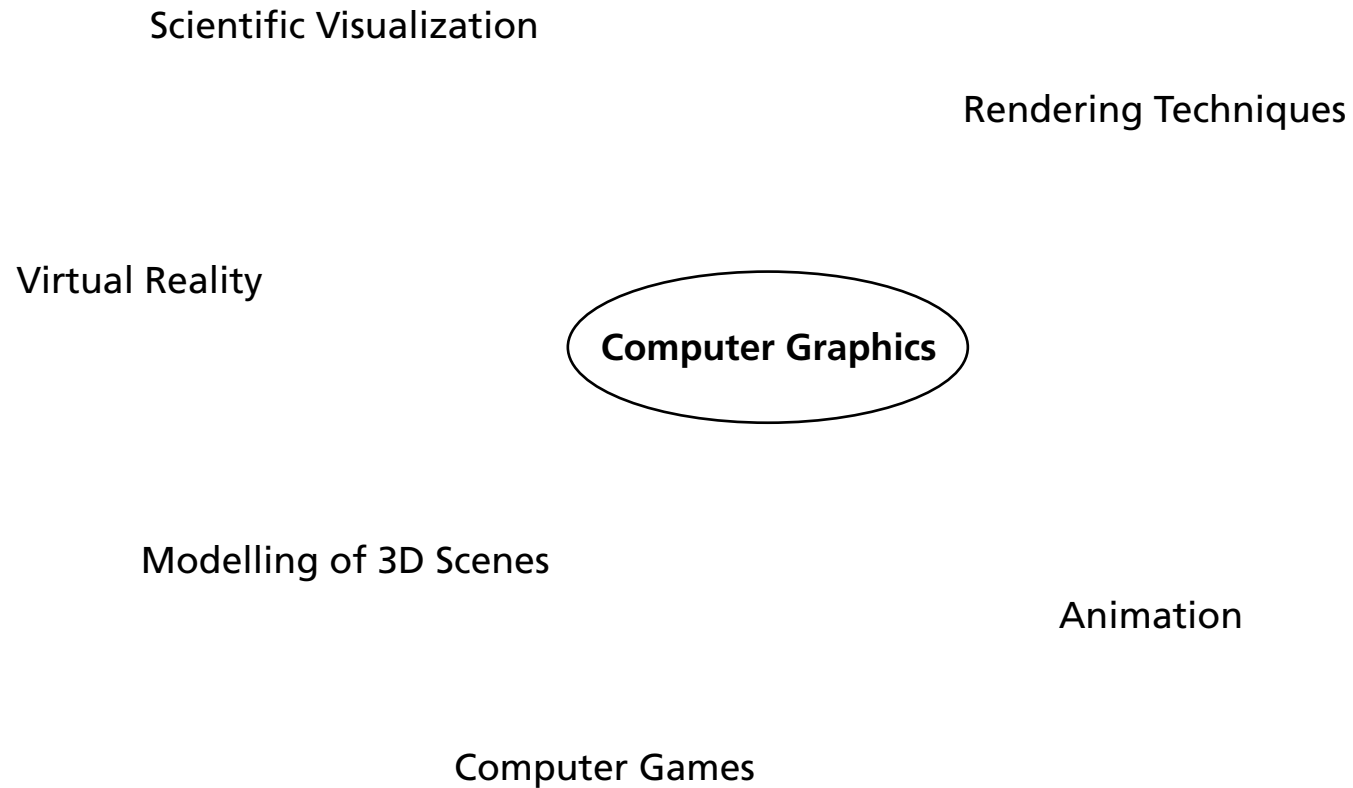 Scientific Visualization
Rendering Techniques
Virtual Reality
Computer Graphics
Modelling of 3D Scenes
Animation
Computer Games